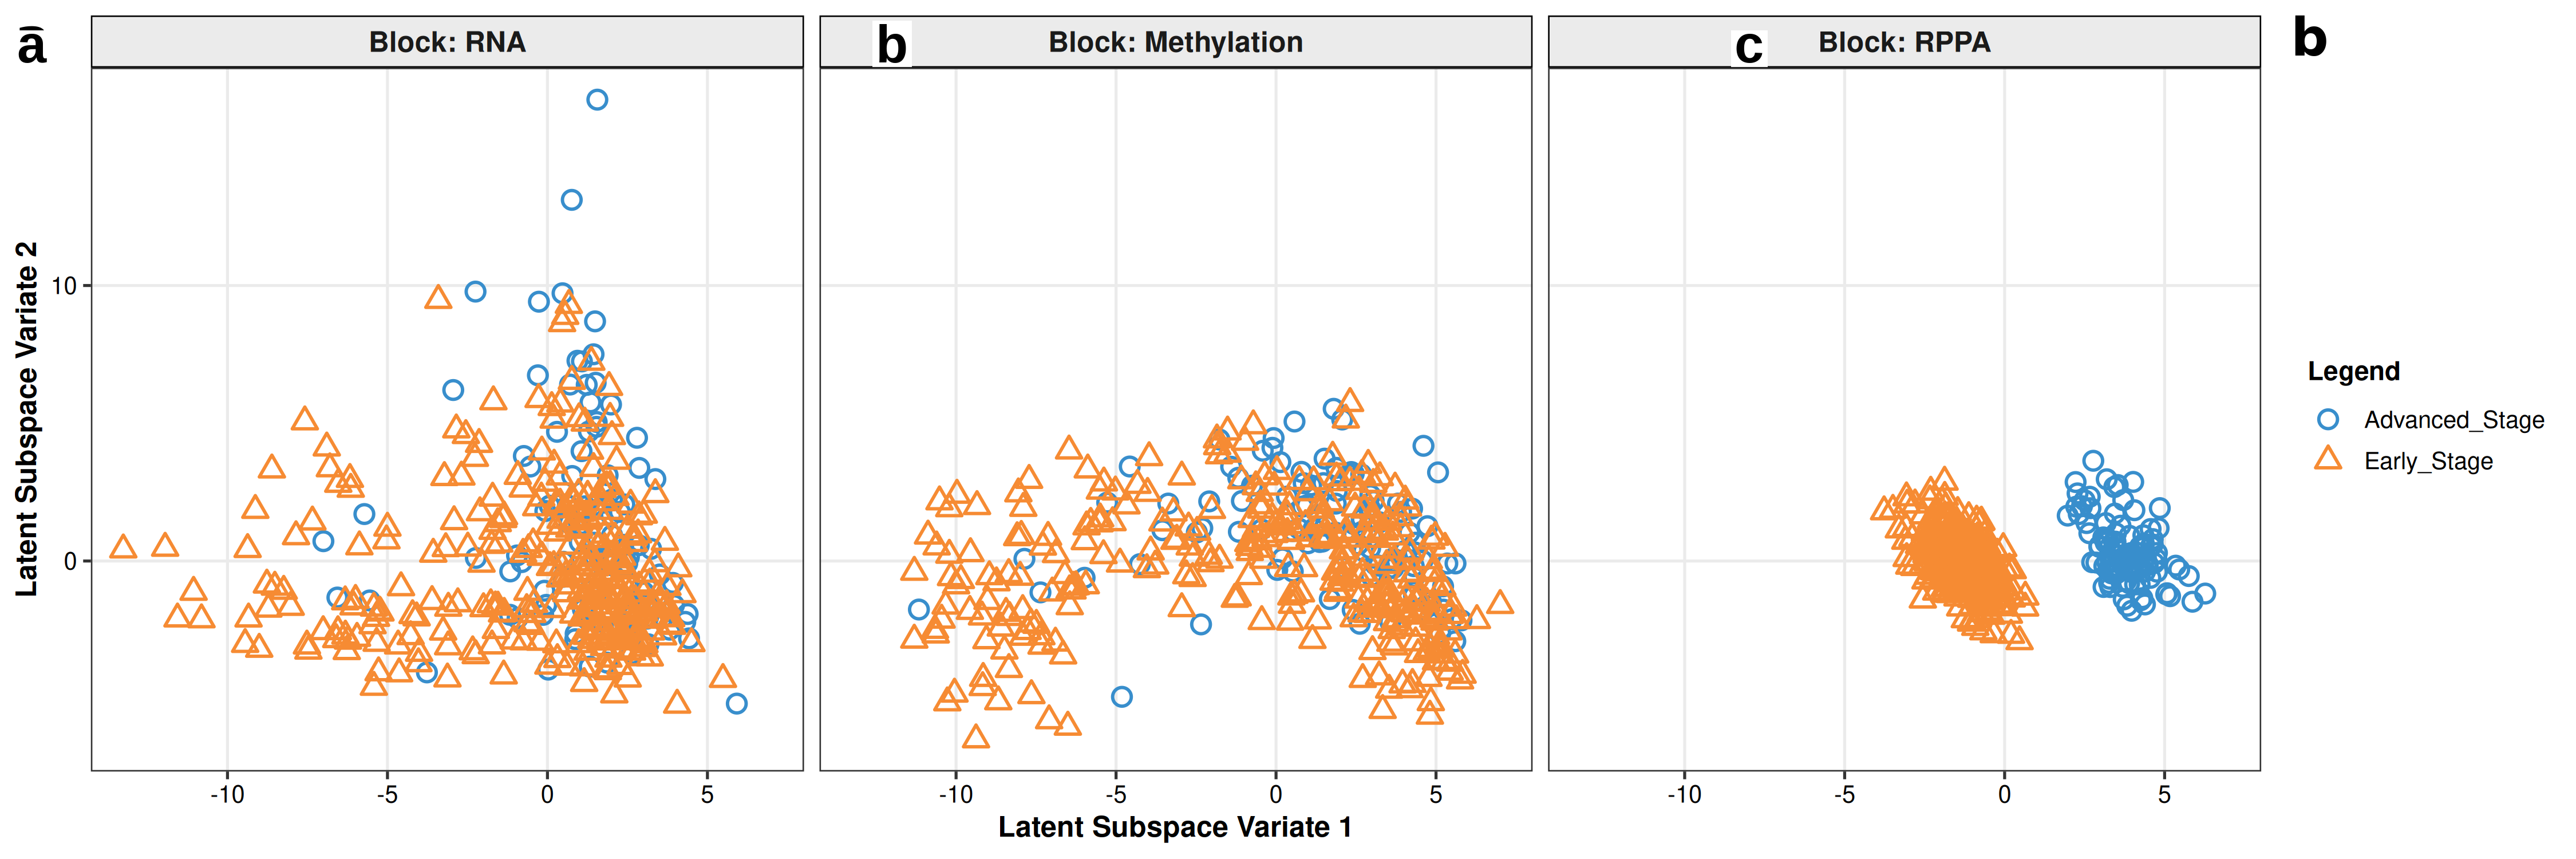 a
Block: RNA
b
Block: Methylation
c
Block: RPPA
b
Latent Subspace Variate 2
10
0
-10
-5
0
5
-10
-5
0
5
-10
-5
0
5
Latent Subspace Variate 1
Legend
Advanced_Stage
Early_Stage